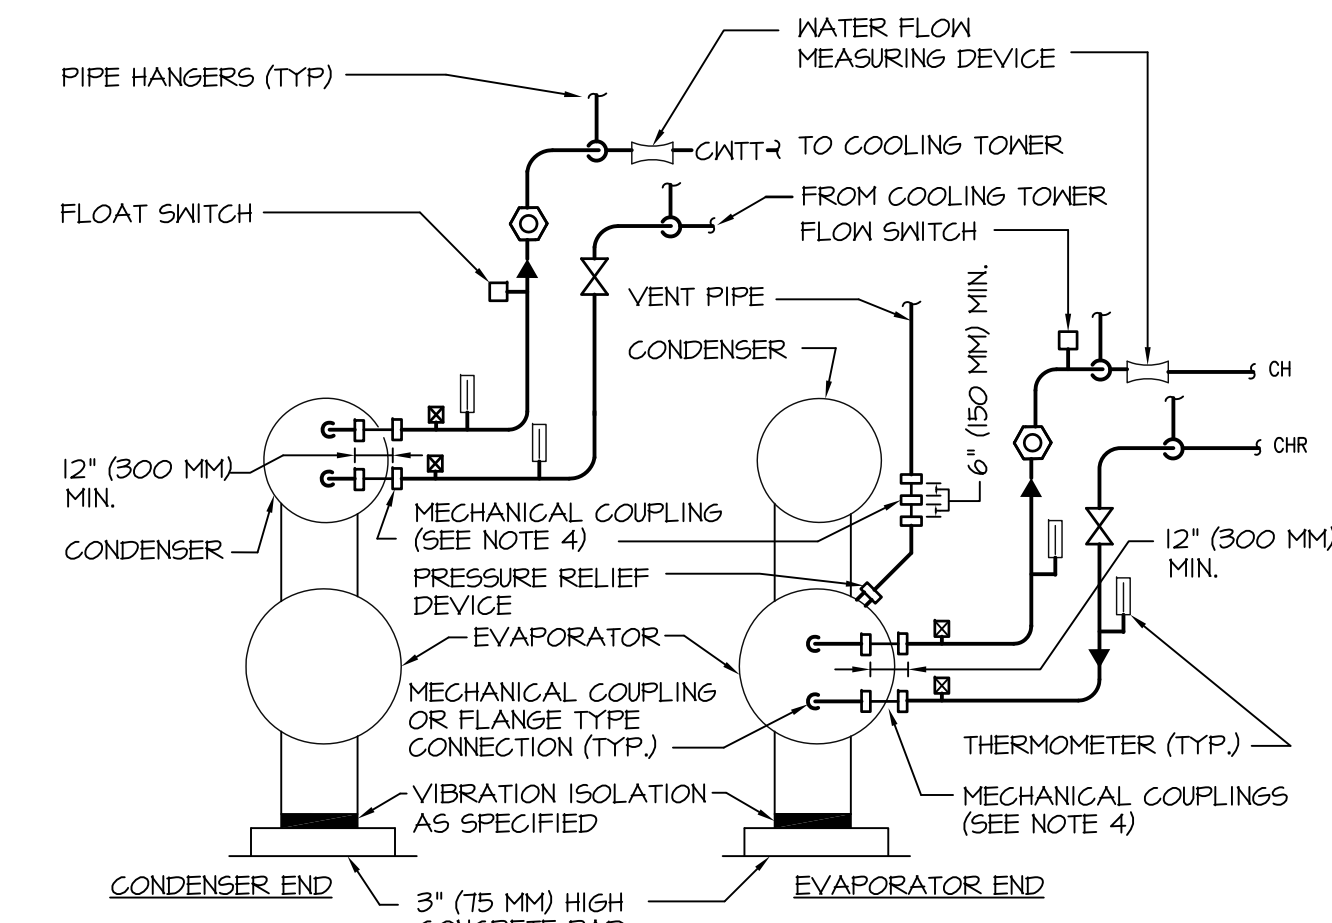 WATER FLOW
MEASURING DEVICE
PIPE HANGERS (TYP)
CWTT
TO COOLING TOWER
FROM COOLING TOWER
FLOAT SWITCH
FLOW SWITCH
VENT PIPE
6" (150 MM) MIN.
CONDENSER
CH
CHR
12" (300 MM)
MIN.
MECHANICAL COUPLING
(SEE NOTE 4)
CONDENSER
12" (300 MM)
MIN.
PRESSURE RELIEF
DEVICE
EVAPORATOR
MECHANICAL COUPLING
OR FLANGE TYPE
CONNECTION (TYP.)
THERMOMETER (TYP.)
VIBRATION ISOLATION
AS SPECIFIED
MECHANICAL COUPLINGS
(SEE NOTE 4)
CONDENSER END
EVAPORATOR END
3" (75 MM) HIGH